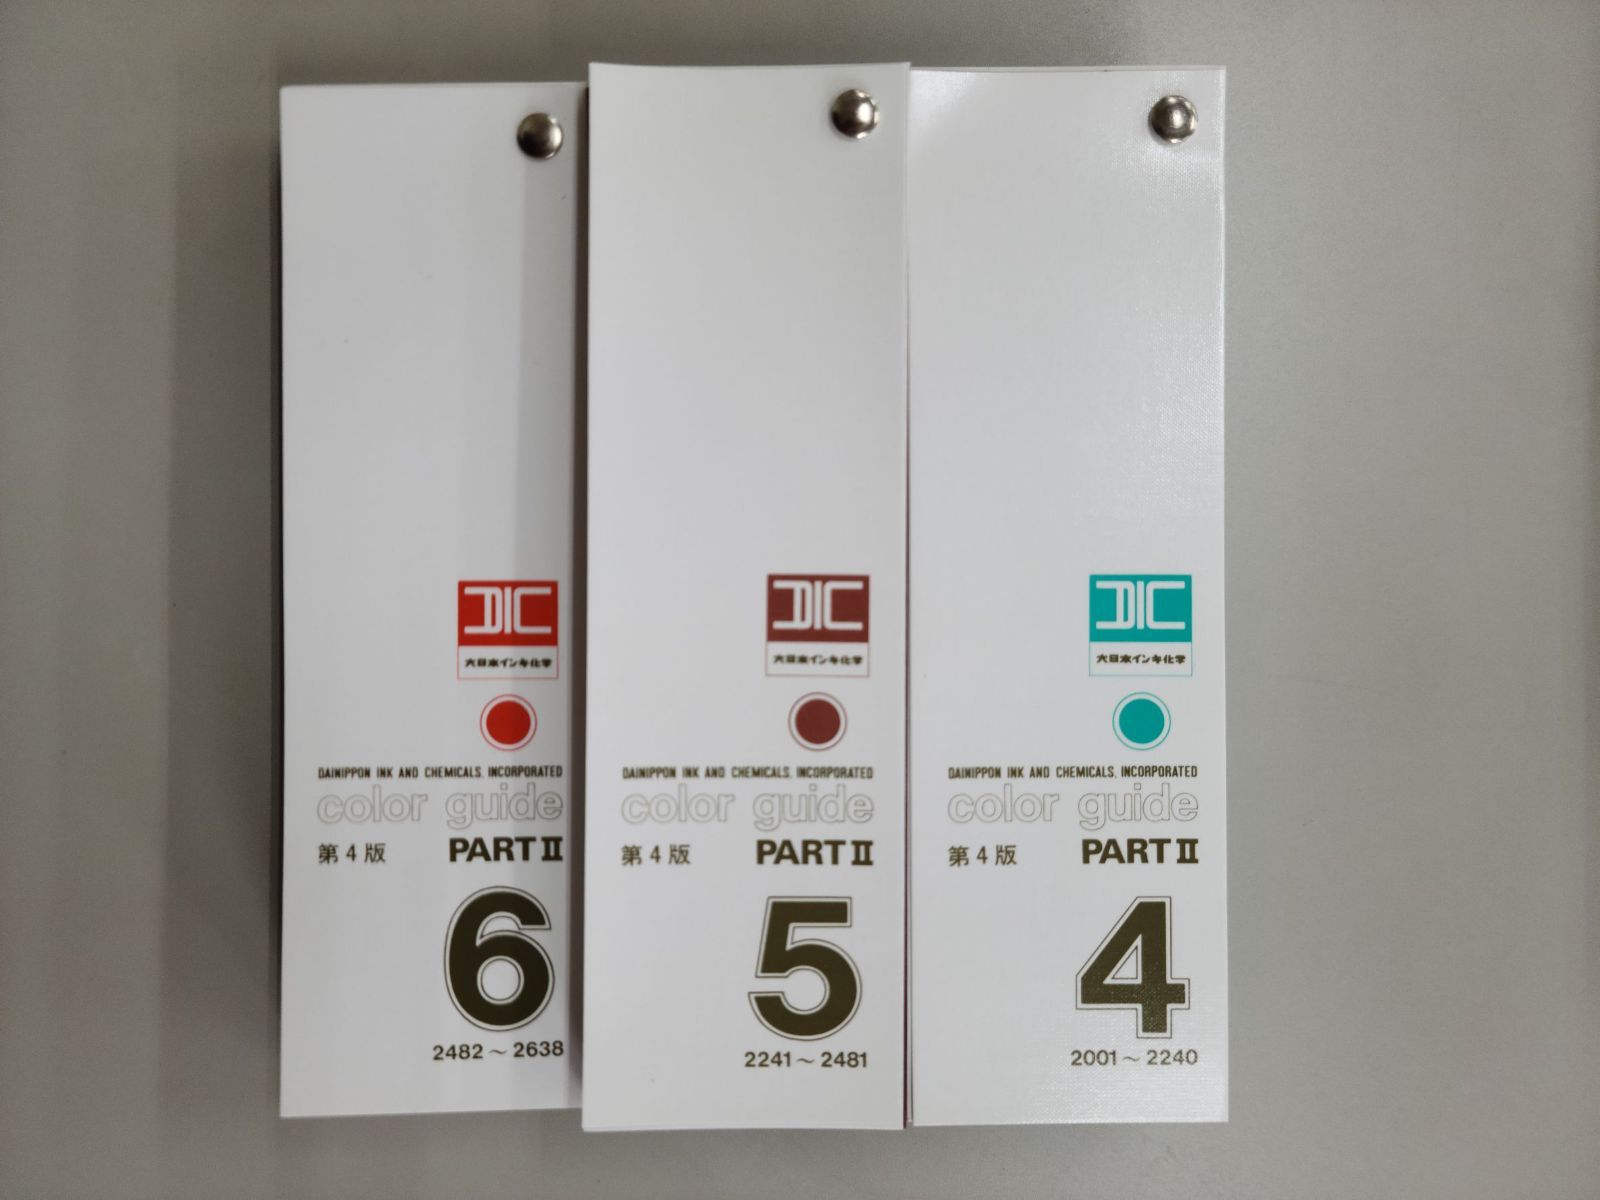 DIC
大日本インキ化学
DAINIPPON INK AND CHEMICALS, INCORPORATED
color guide
第4版 PART II
6
2482～2638
DIC
大日本インキ化学
DAINIPPON INK AND CHEMICALS, INCORPORATED
color guide
第4版 PART II
5
2241～2481
DIC
大日本インキ化学
DAINIPPON INK AND CHEMICALS, INCORPORATED
color guide
第4版 PART II
4
2001～2240